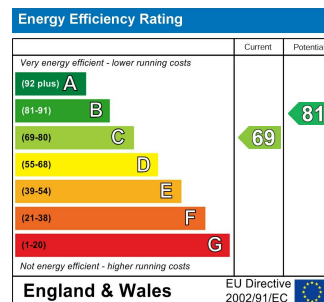 Energy Efficiency Rating
Current
Potential
Very energy efficient - lower running costs
(92 plus) A
(81-91) B
81
(69-80) C
69
(55-68) D
(39-54) E
(21-38) F
(1-20) G
Not energy efficient - higher running costs
England & Wales
EU Directive
2002/91/EC